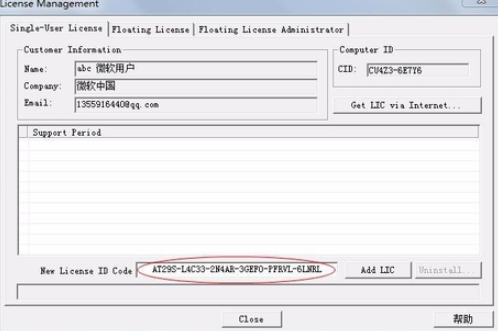 License Management
Single-User License Floating License Floating License Administrator
Customer Information
Name: abc 微软用户
Company: 微软中国
Email: 1355916440@qq.com
Computer ID
CID: CU4Z3-6E7Y6
Get LIC via Internet...
Support Period
New License ID Code AT29S-L4C33-2N4AR-3GEFO-PFRVL-6LNRL Add LIC Uninstall...
Close 帮助